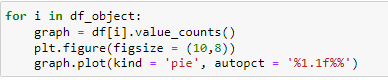 for i in df_object:
    graph = df[i].value_counts()
    plt.figure(figsize = (10,8))
    graph.plot(kind = 'pie', autopct = '%1.1f%%')